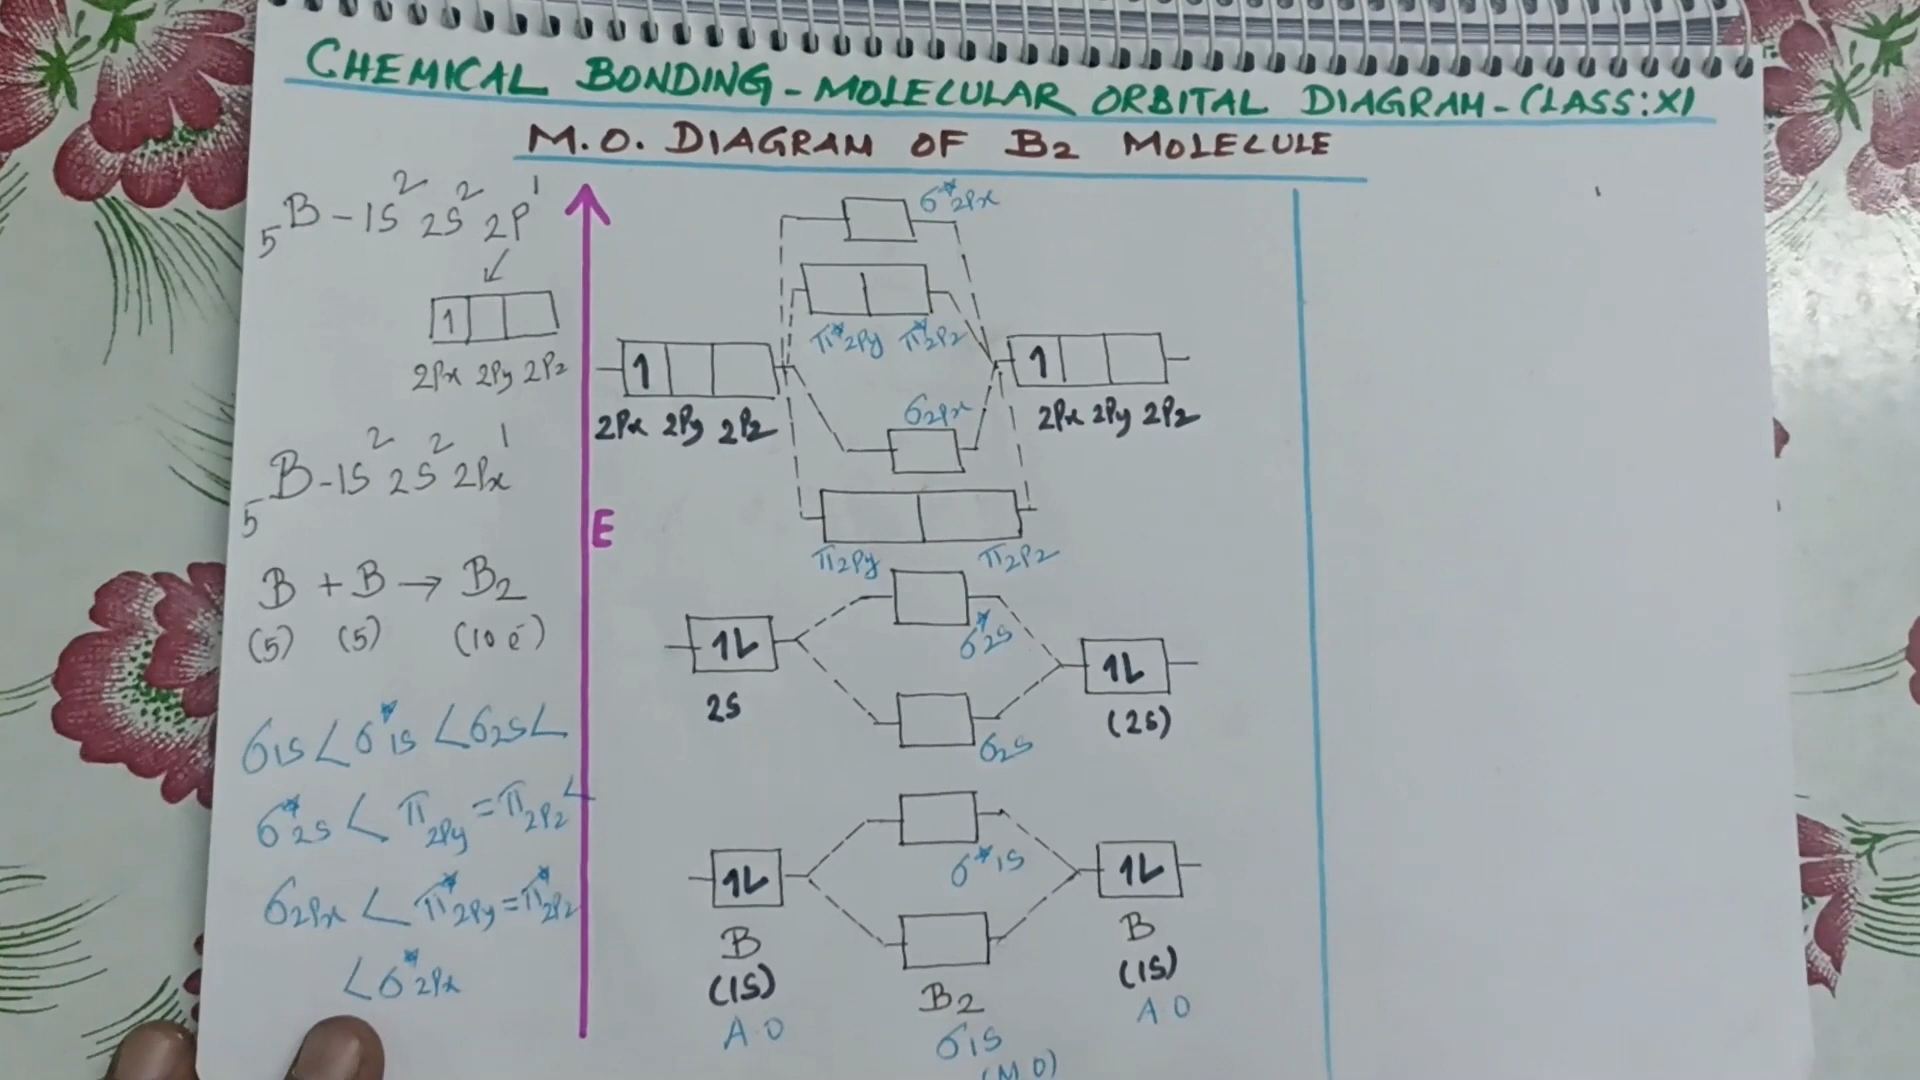 CHEMICAL BONDING - MOLECULAR ORBITAL DIAGRAM - CLASS: XI
M.O. DIAGRAM OF B2 MOLECULE
₅B - 1S² 2S² 2P¹
1
2Px 2Py 2Pz
₅B - 1S² 2S² 2Px¹
B + B → B2
(5) (5) (10 e⁻)
σ1S < σ*1S < σ2S <
σ*2S < π2Py = π2Pz <
σ2Px < π*2Py = π*2Pz
< σ*2Px
E
σ*2Px
π*2Py π*2Pz
1 1
2Px 2Py 2Pz σ2Px 2Px 2Py 2Pz
π2Py π2Pz
1L σ*2S 1L
2S σ2S (2S)
1L σ*1S 1L
B B
(1S) B2 (1S)
A.O σ1S A.O
(M.O)